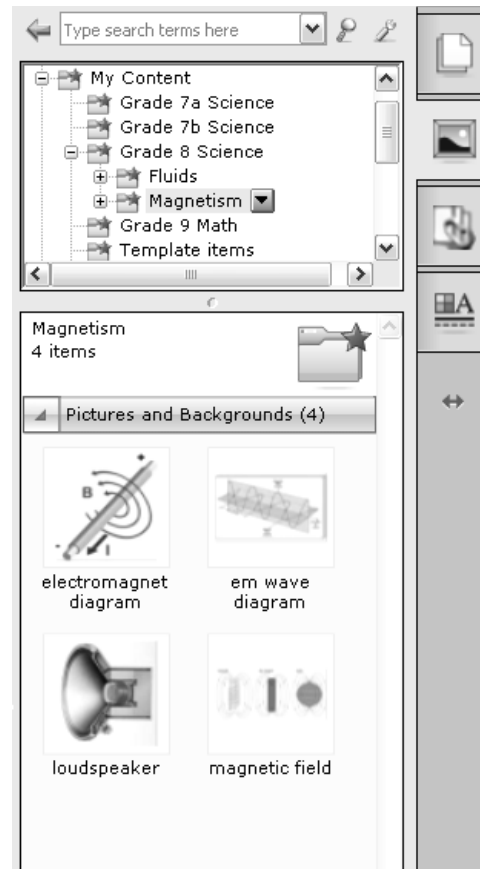 Type search terms here
My Content
Grade 7a Science
Grade 7b Science
Grade 8 Science
Fluids
Magnetism
Grade 9 Math
Template items
Magnetism
4 items
Pictures and Backgrounds (4)
B
I
electromagnet
diagram
em wave
diagram
loudspeaker
magnetic field
A